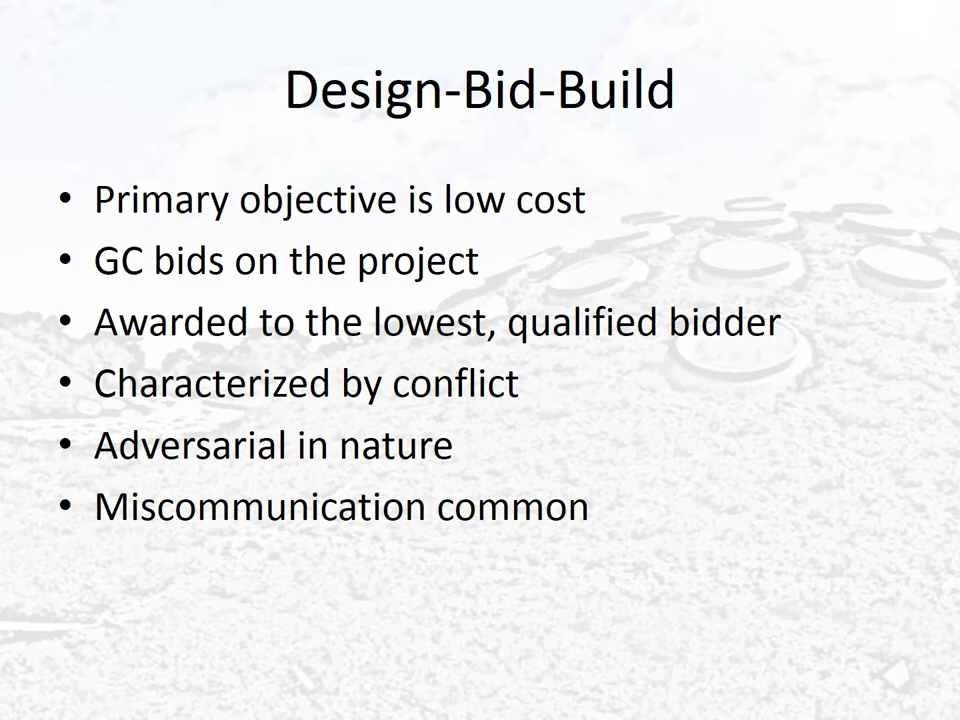 Design-Bid-Build
• Primary objective is low cost
• GC bids on the project
• Awarded to the lowest, qualified bidder
• Characterized by conflict
• Adversarial in nature
• Miscommunication common